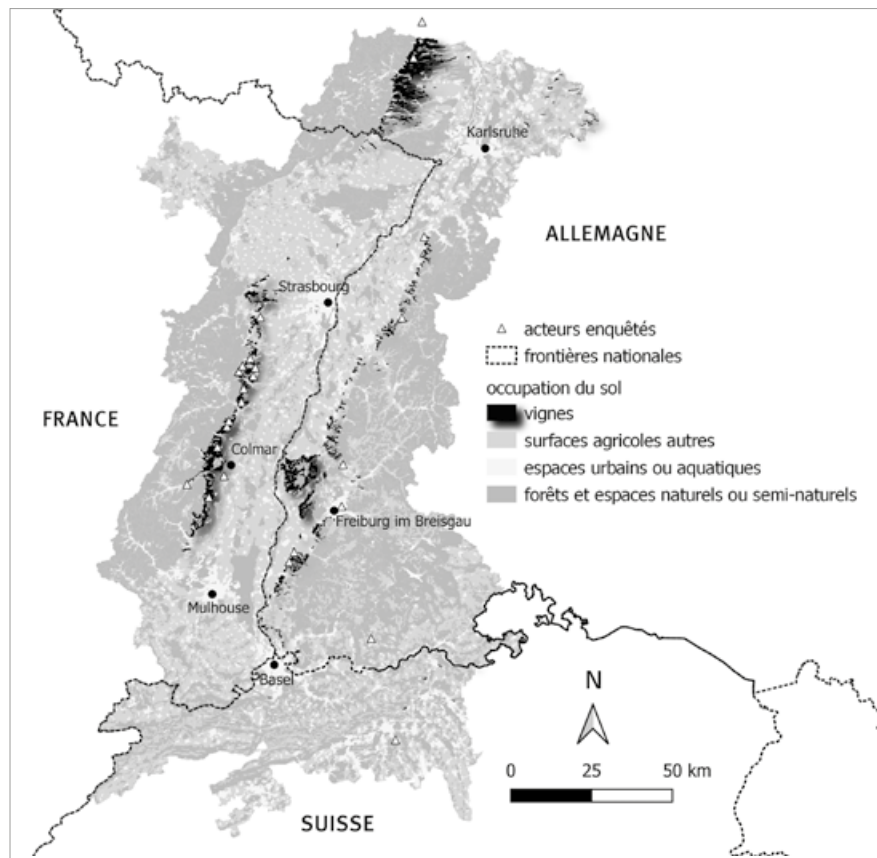 Karlsruhe
ALLEMAGNE
Strasbourg
acteurs enquêtés
frontières nationales
occupation du sol
vignes
surfaces agricoles autres
espaces urbains ou aquatiques
forêts et espaces naturels ou semi-naturels
FRANCE
Colmar
Freiburg im Breisgau
Mulhouse
Basel
N
0 25 50 km
SUISSE